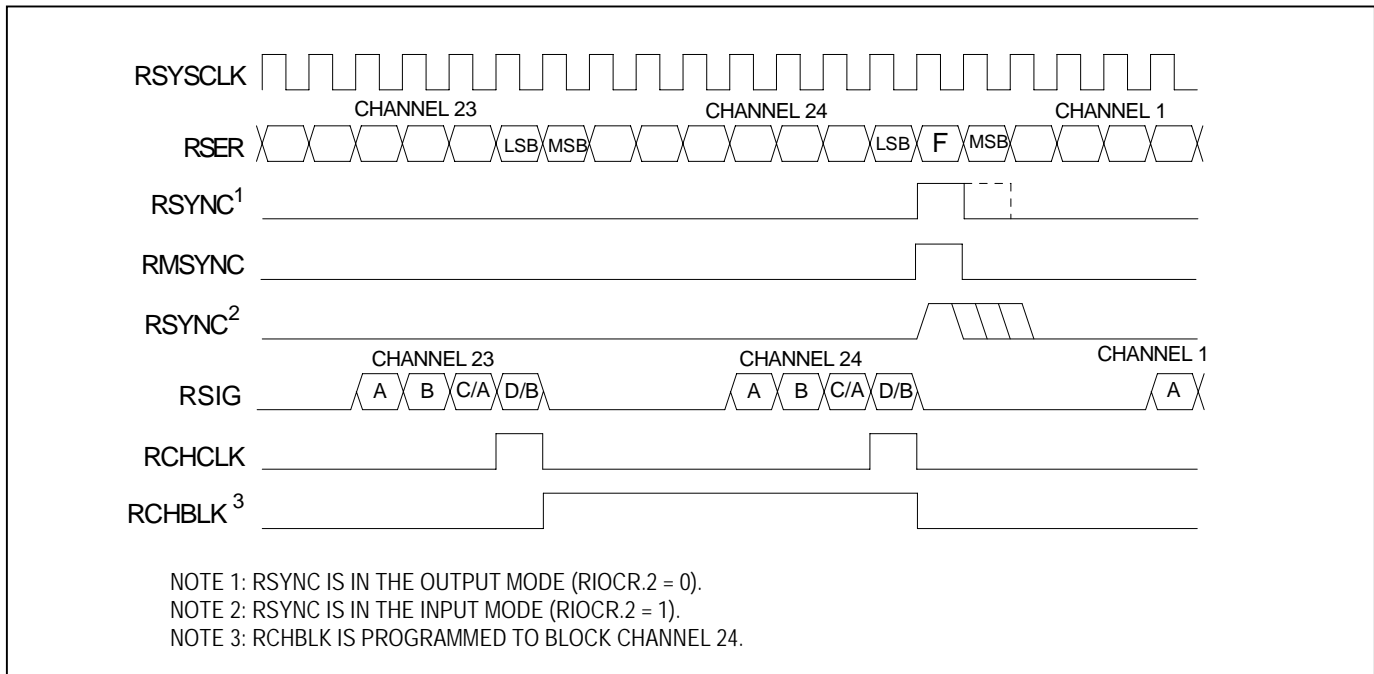 RSYSCLK
CHANNEL 23 CHANNEL 24 CHANNEL 1
RSER LSB MSB LSB F MSB
RSYNC1
RMSYNC
RSYNC2
CHANNEL 23 CHANNEL 24 CHANNEL 1
RSIG A B C/A D/B A B C/A D/B A
RCHCLK
RCHBLK 3
NOTE 1: RSYNC IS IN THE OUTPUT MODE (RIOCR.2 = 0).
NOTE 2: RSYNC IS IN THE INPUT MODE (RIOCR.2 = 1).
NOTE 3: RCHBLK IS PROGRAMMED TO BLOCK CHANNEL 24.